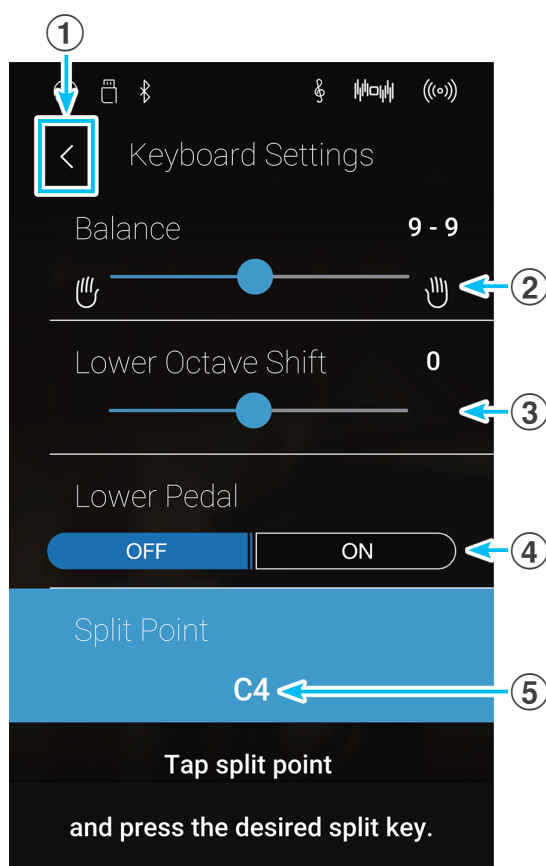 1
Keyboard Settings
Balance 9 - 9
2
Lower Octave Shift 0
3
Lower Pedal
OFF ON
4
Split Point
C4
5
Tap split point
and press the desired split key.